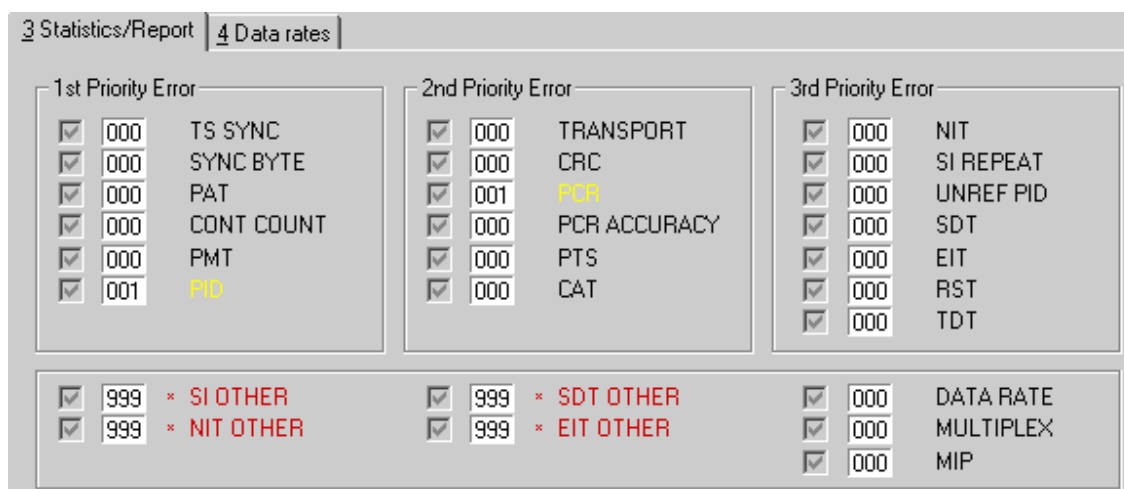 3 Statistics/Report 4 Data rates
1st Priority Error
000 TS SYNC
000 SYNC BYTE
000 PAT
000 CONT COUNT
000 PMT
001 PID
2nd Priority Error
000 TRANSPORT
000 CRC
001 PCR
000 PCR ACCURACY
000 PTS
000 CAT
3rd Priority Error
000 NIT
000 SI REPEAT
000 UNREF PID
000 SDT
000 EIT
000 RST
000 TDT
999 × SI OTHER
999 × NIT OTHER
999 × SDT OTHER
999 × EIT OTHER
000 DATA RATE
000 MULTIPLEX
000 MIP